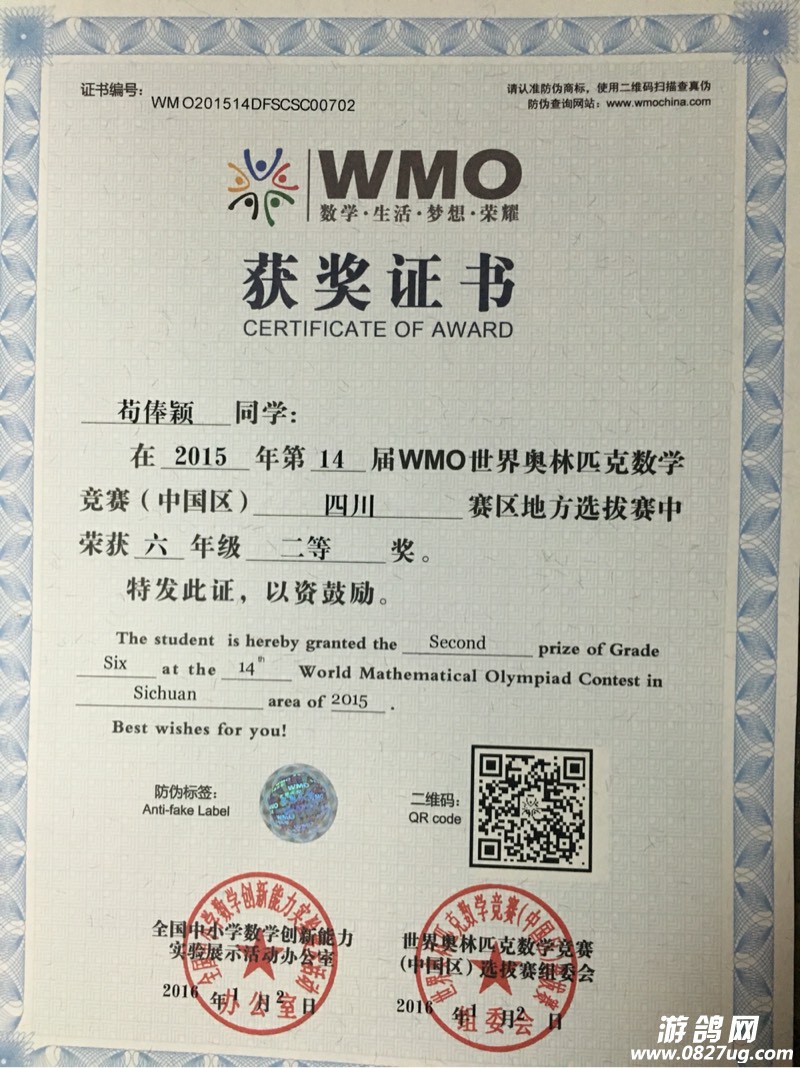 证书编号：
WMO201514DFSCSC00702
请认准防伪商标，使用二维码扫描查真伪
防伪查询网站：www.wmochina.com
WMO
数学·生活·梦想·荣耀
获奖证书
CERTIFICATE OF AWARD
苟俸颖 同学：
在 2015 年第 14 届WMO世界奥林匹克数学
竞赛（中国区） 四川 赛区地方选拔赛中
荣获 六 年级 二等 奖。
特发此证，以资鼓励。
The student is hereby granted the Second prize of Grade
Six at the 14th World Mathematical Olympiad Contest in
Sichuan area of 2015 .
Best wishes for you!
防伪标签：
Anti-fake Label
WMO
二维码：
QR code
全国中小学数学创新能力
实验展示活动办公室
2016 年 1 月 2 日
办公室
世界奥林匹克数学竞赛
（中国区）选拔赛组委会
2016 年 1 月 2 日
组委会
游鸽网
www.0827ug.com